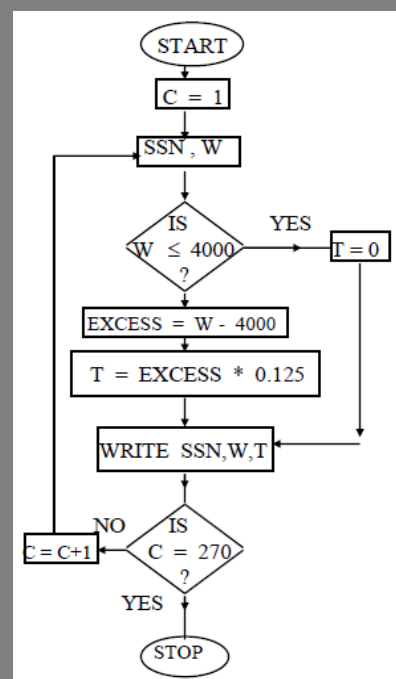 START
C = 1
SSN , W
IS
W ≤ 4000
?
YES
T = 0
EXCESS = W - 4000
T = EXCESS * 0.125
WRITE SSN,W,T
NO
IS
C = 270
?
C = C+1
YES
STOP